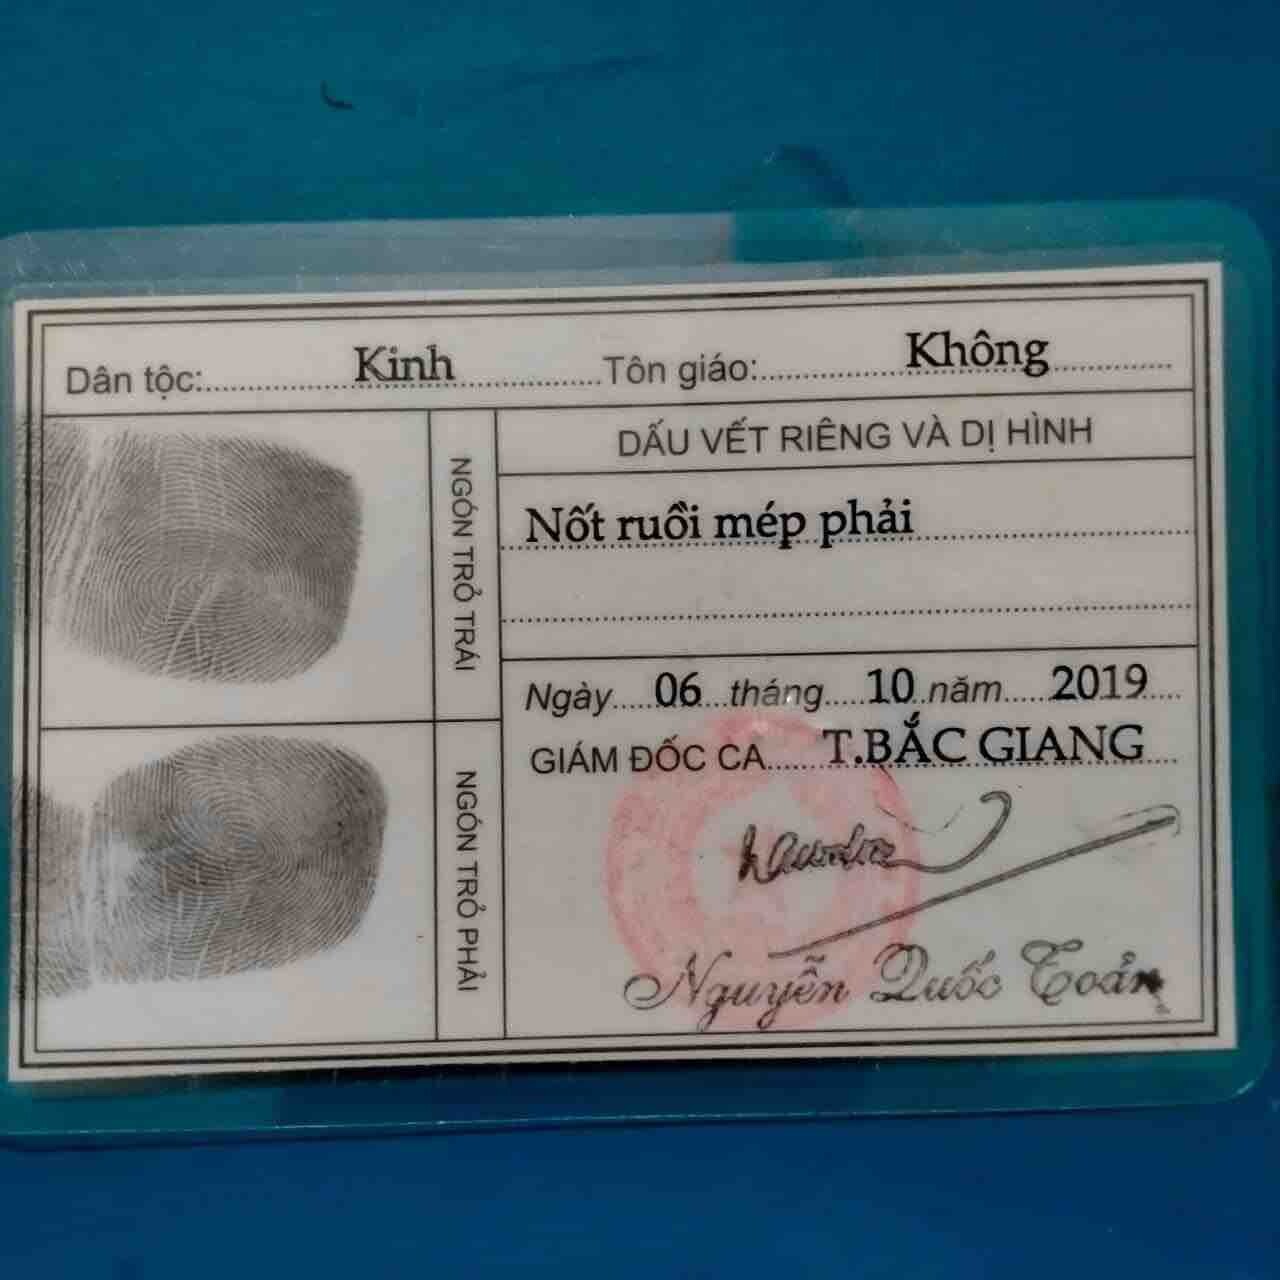 Dân tộc:..........Kinh..........Tôn giáo:..........Không..........
DẤU VẾT RIÊNG VÀ DỊ HÌNH
Nốt ruồi mép phải
NGÓN TRỎ TRÁI
Ngày.....06...tháng....10..năm.....2019....
GIÁM ĐỐC CA.....T.BẮC GIANG....
NGÓN TRỎ PHẢI
Nguyễn Quốc Toản